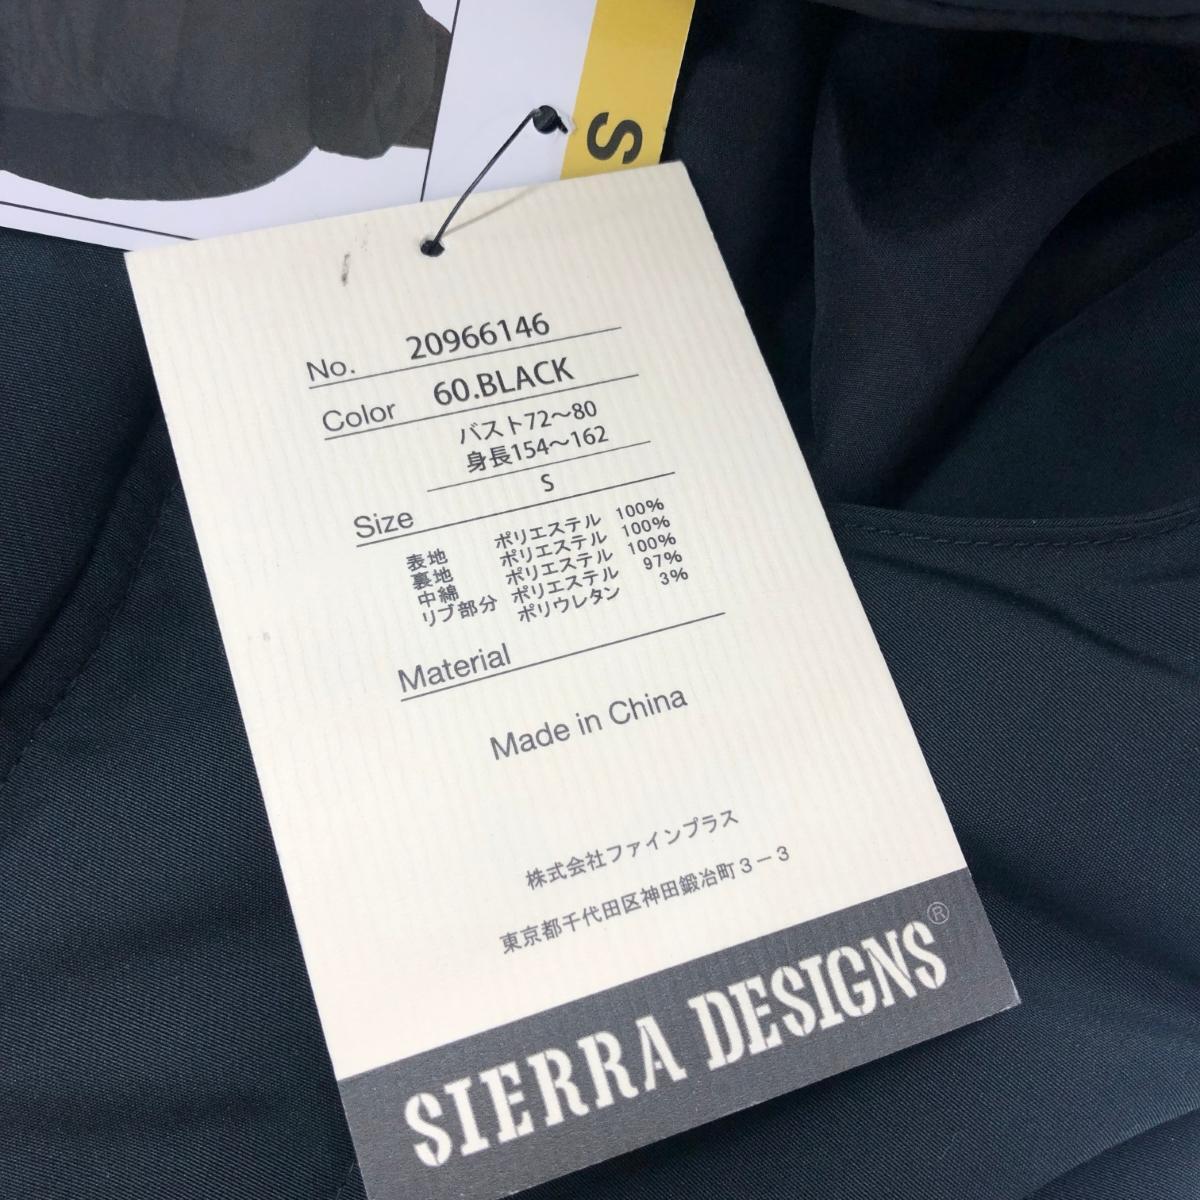 S
No. 20966146
Color 60.BLACK
バスト72～80
身長154～162
S
Size
表地 ポリエステル 100%
裏地 ポリエステル 100%
中綿 ポリエステル 100%
リブ部分 ポリエステル 97%
ポリウレタン 3%
Material
Made in China
株式会社ファインプラス
東京都千代田区神田鍛冶町３－３
SIERRA DESIGNS®